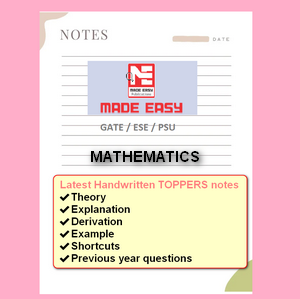 NOTES
DATE
MADE EASY
MADE EASY
GATE / ESE / PSU
MATHEMATICS
Latest Handwritten TOPPERS notes
Theory
Explanation
Derivation
Example
Shortcuts
Previous year questions